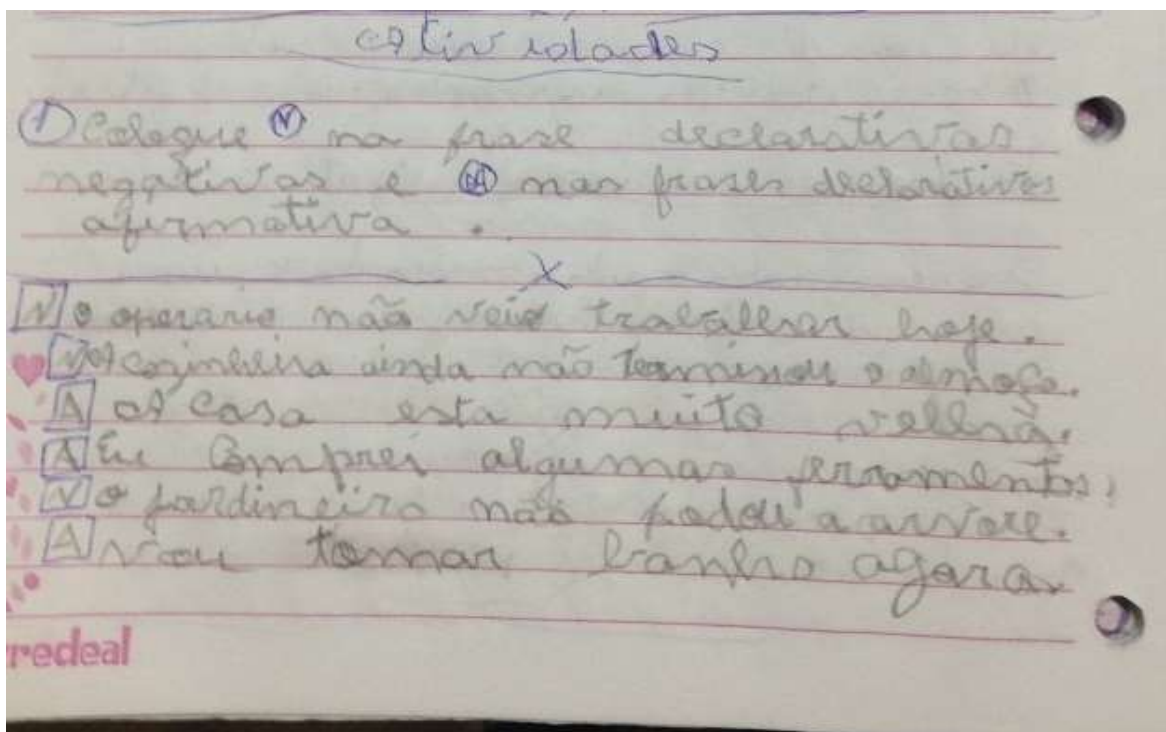 Atividades
① Coloque Ⓝ na frase declarativas
negativas e Ⓐ nas frases declarativas
afirmativa .
X
N o operario não veio trabalhar hoje.
N A cozinheira ainda não terminou o almoço.
A A casa esta muito velha.
A Eu Comprei algumas ferramentas,
N o jardineiro não podou a arvore.
A vou tomar banho agora
redeal